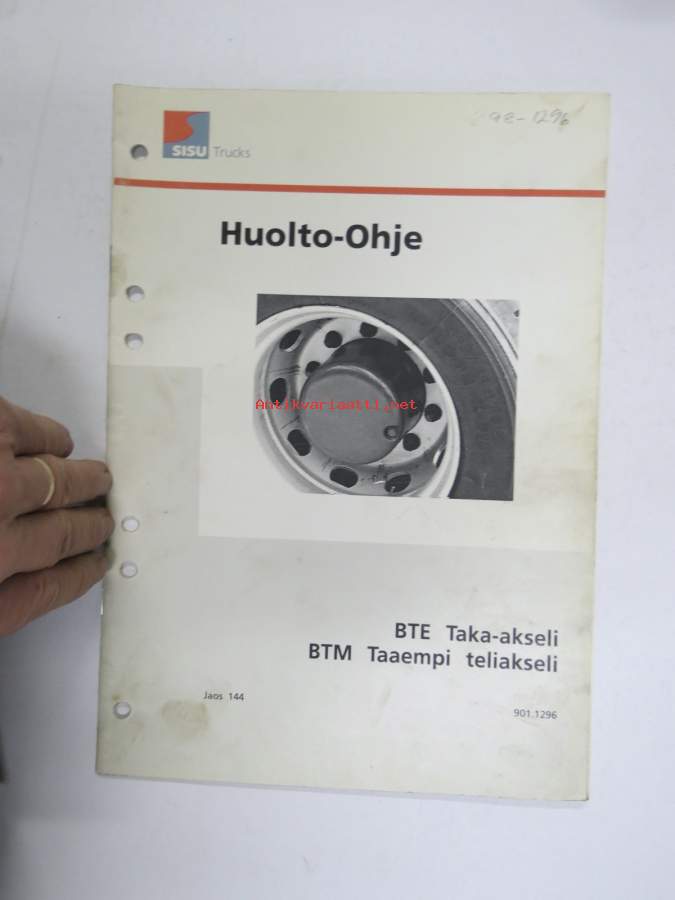 98-1296
SISU Trucks
Huolto-Ohje
Antikvariaatti.net
BTE Taka-akseli
BTM Taaempi teliakseli
Jaos 144
901.1296